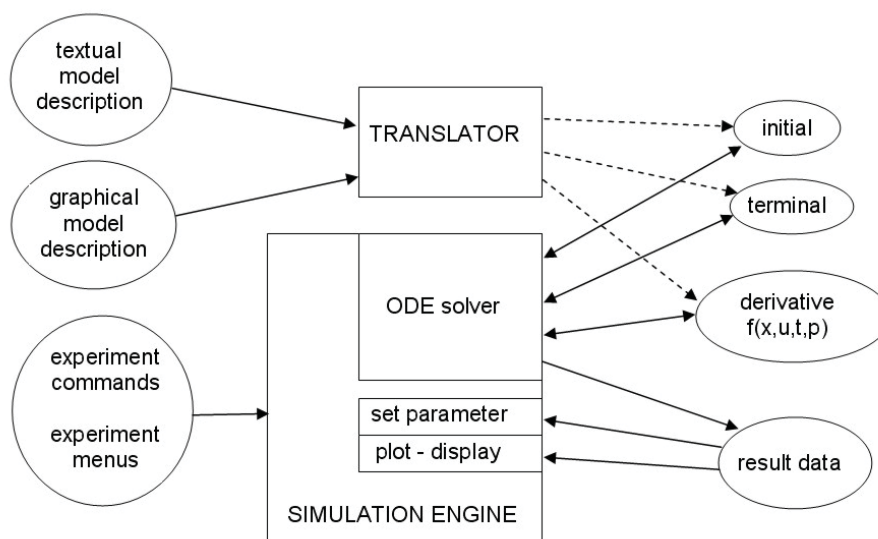 textual
model
description
TRANSLATOR
initial
graphical
model
description
terminal
ODE solver
derivative
f(x,u,t,p)
experiment
commands
experiment
menus
set parameter
plot - display
result data
SIMULATION ENGINE